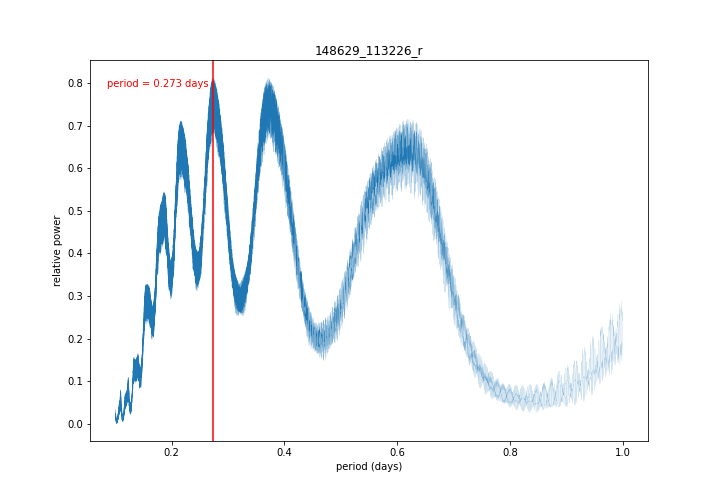 148629_113226_r
period = 0.273 days
relative power
0.8
0.7
0.6
0.5
0.4
0.3
0.2
0.1
0.0
0.2 0.4 0.6 0.8 1.0
period (days)